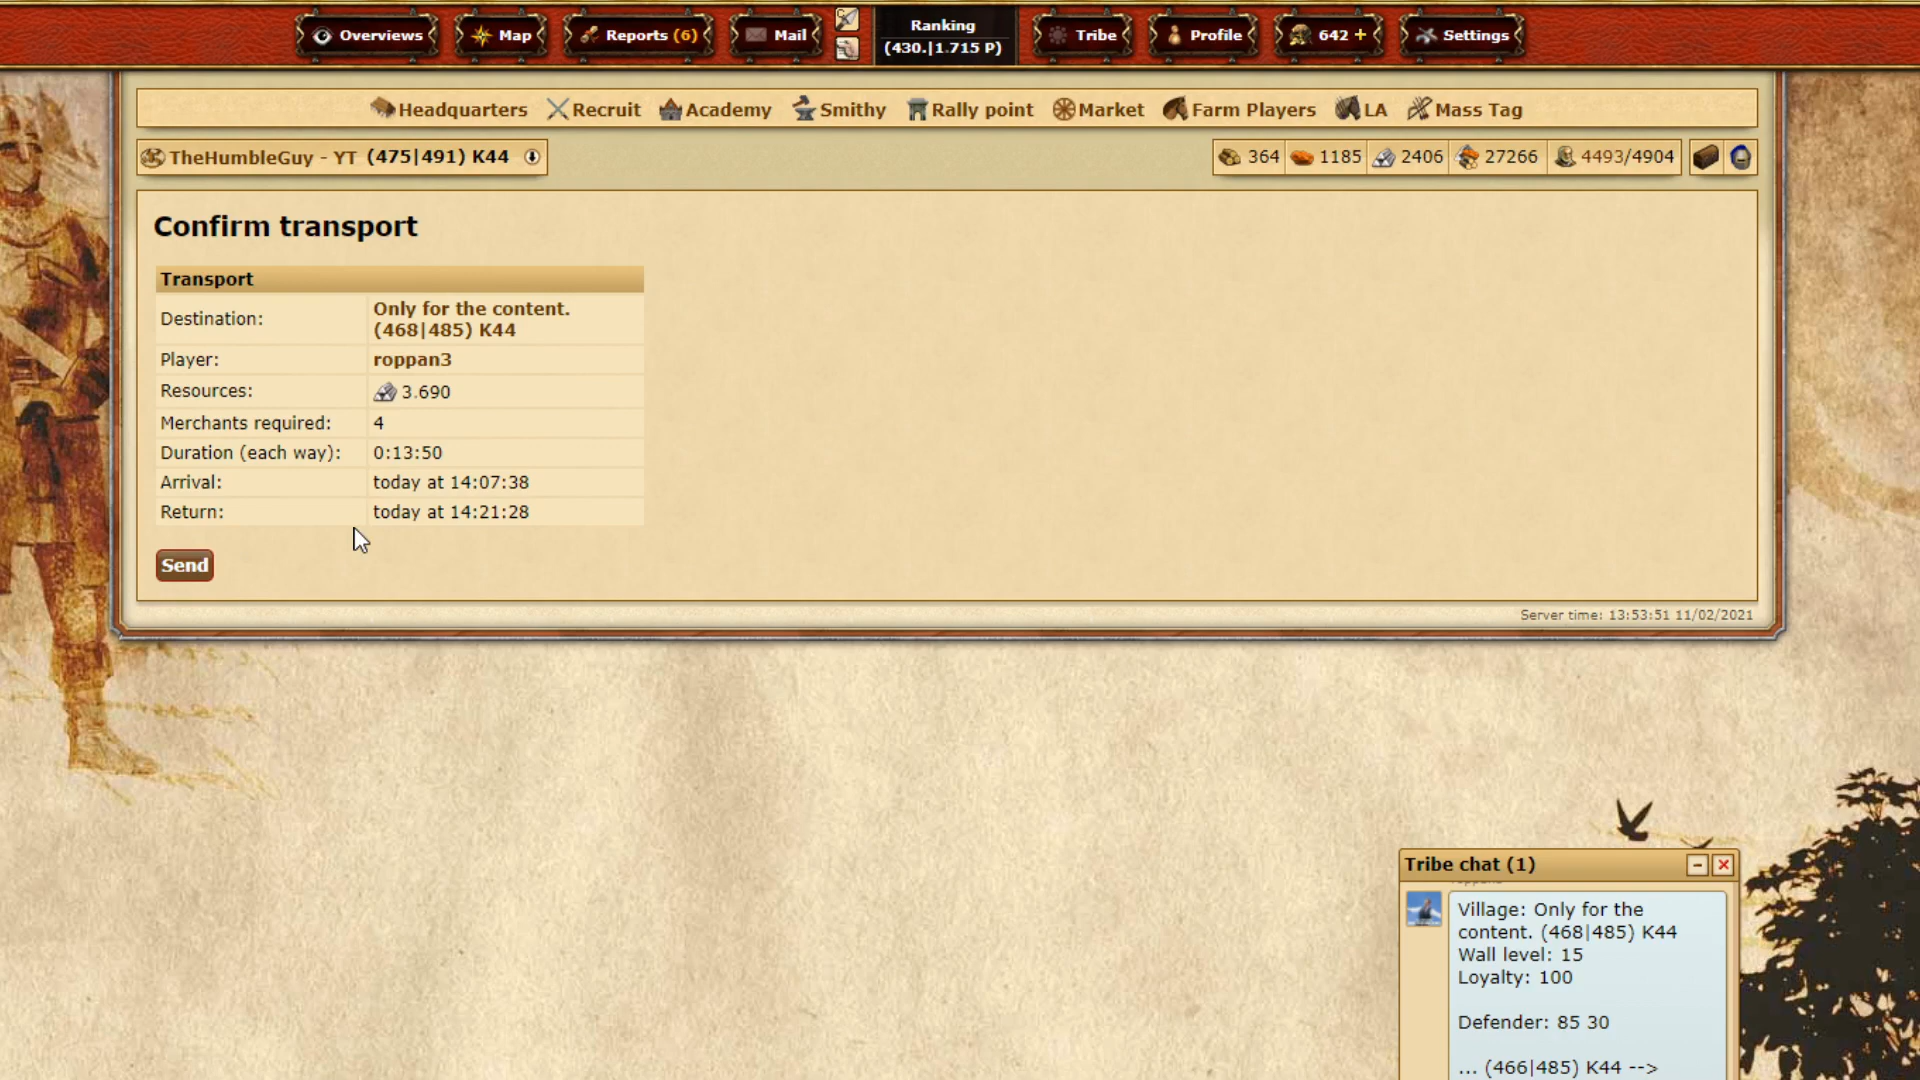 Overviews
Map
Reports (6)
Mail
Ranking
(430.|1.715 P)
Tribe
Profile
642 +
Settings
Headquarters
Recruit
Academy
Smithy
Rally point
Market
Farm Players
LA
Mass Tag
TheHumbleGuy - YT (475|491) K44
364
1185
2406
27266
4493/4904
Confirm transport
Transport
Destination: Only for the content.
(468|485) K44
Player: roppan3
Resources: 3.690
Merchants required: 4
Duration (each way): 0:13:50
Arrival: today at 14:07:38
Return: today at 14:21:28
Send
Server time: 13:53:51 11/02/2021
Tribe chat (1)
Village: Only for the
content. (468|485) K44
Wall level: 15
Loyalty: 100
Defender: 85 30
... (466|485) K44 -->